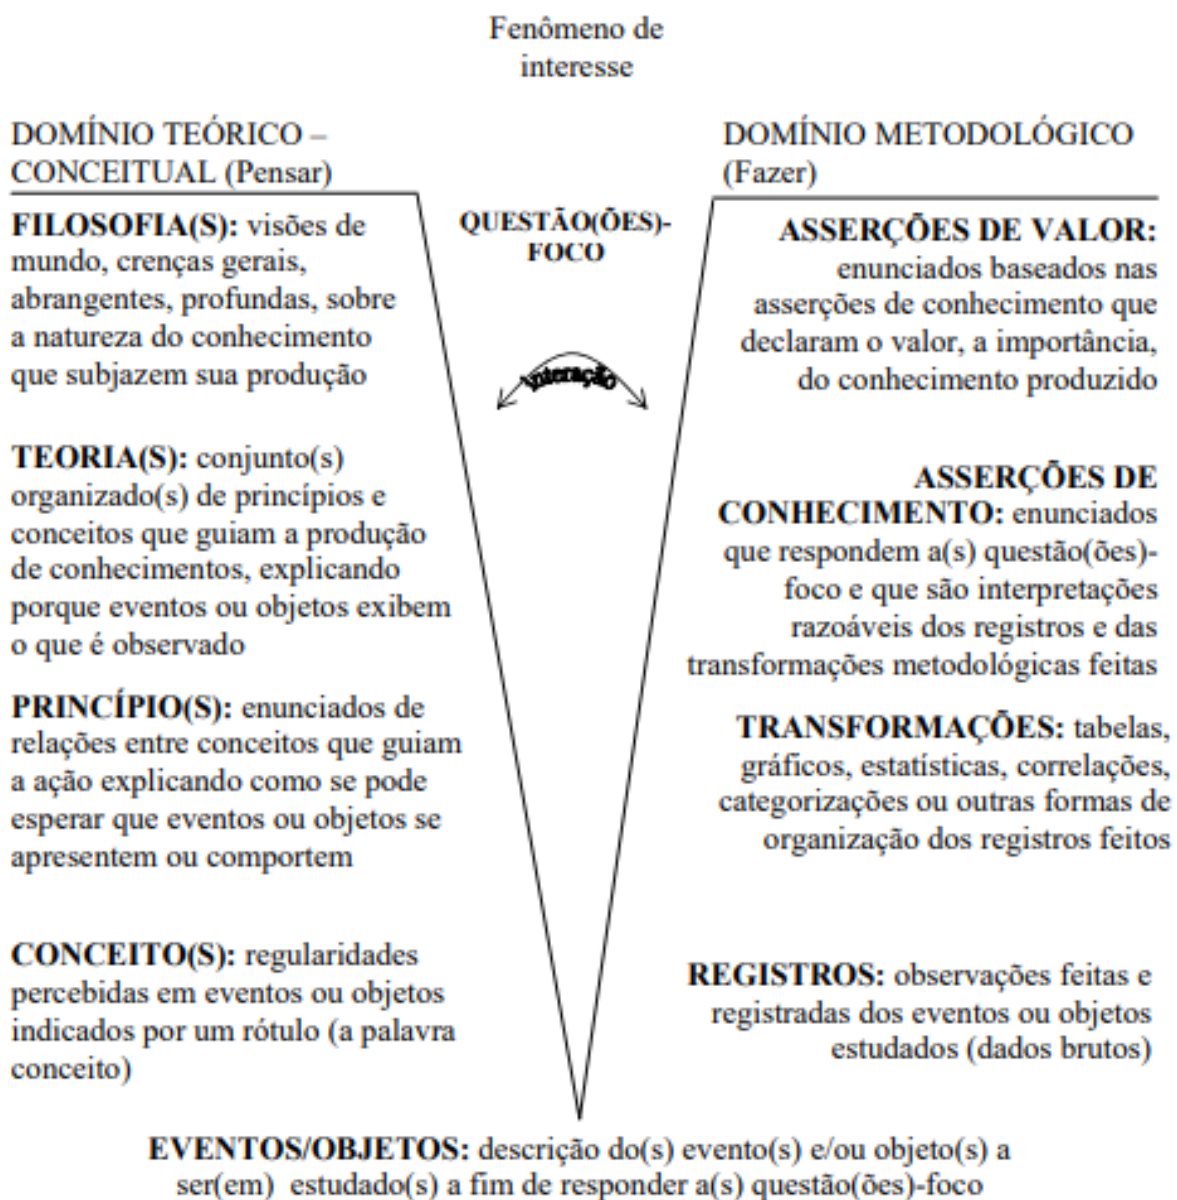 Fenômeno de
interesse
DOMÍNIO TEÓRICO –
CONCEITUAL (Pensar)
FILOSOFIA(S): visões de
mundo, crenças gerais,
abrangentes, profundas, sobre
a natureza do conhecimento
que subjazem sua produção
TEORIA(S): conjunto(s)
organizado(s) de princípios e
conceitos que guiam a produção
de conhecimentos, explicando
porque eventos ou objetos exibem
o que é observado
PRINCÍPIO(S): enunciados de
relações entre conceitos que guiam
a ação explicando como se pode
esperar que eventos ou objetos se
apresentem ou comportem
CONCEITO(S): regularidades
percebidas em eventos ou objetos
indicados por um rótulo (a palavra
conceito)
QUESTÃO(ÕES)-
FOCO
interação
DOMÍNIO METODOLÓGICO
(Fazer)
ASSERÇÕES DE VALOR:
enunciados baseados nas
asserções de conhecimento que
declaram o valor, a importância,
do conhecimento produzido
ASSERÇÕES DE
CONHECIMENTO: enunciados
que respondem a(s) questão(ões)-
foco e que são interpretações
razoáveis dos registros e das
transformações metodológicas feitas
TRANSFORMAÇÕES: tabelas,
gráficos, estatísticas, correlações,
categorizações ou outras formas de
organização dos registros feitos
REGISTROS: observações feitas e
registradas dos eventos ou objetos
estudados (dados brutos)
EVENTOS/OBJETOS: descrição do(s) evento(s) e/ou objeto(s) a
ser(em) estudado(s) a fim de responder a(s) questão(ões)-foco